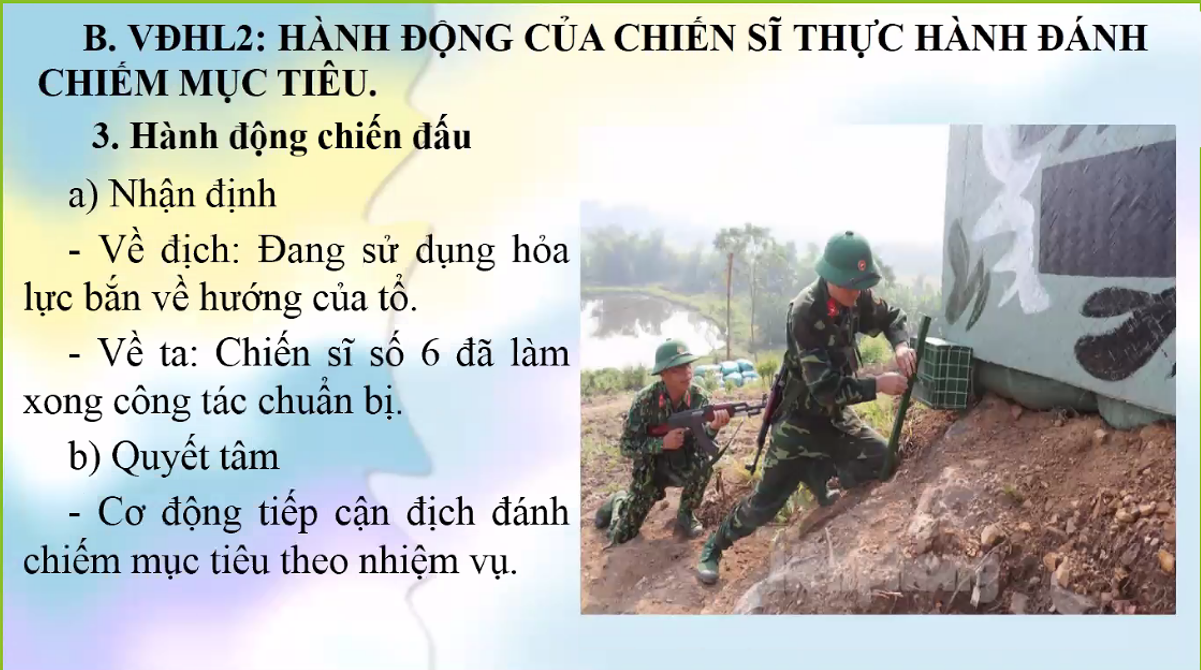 B. VĐHL2: HÀNH ĐỘNG CỦA CHIẾN SĨ THỰC HÀNH ĐÁNH
CHIẾM MỤC TIÊU.
3. Hành động chiến đấu
a) Nhận định
- Về địch: Đang sử dụng hỏa
lực bắn về hướng của tổ.
- Về ta: Chiến sĩ số 6 đã làm
xong công tác chuẩn bị.
b) Quyết tâm
- Cơ động tiếp cận địch đánh
chiếm mục tiêu theo nhiệm vụ.